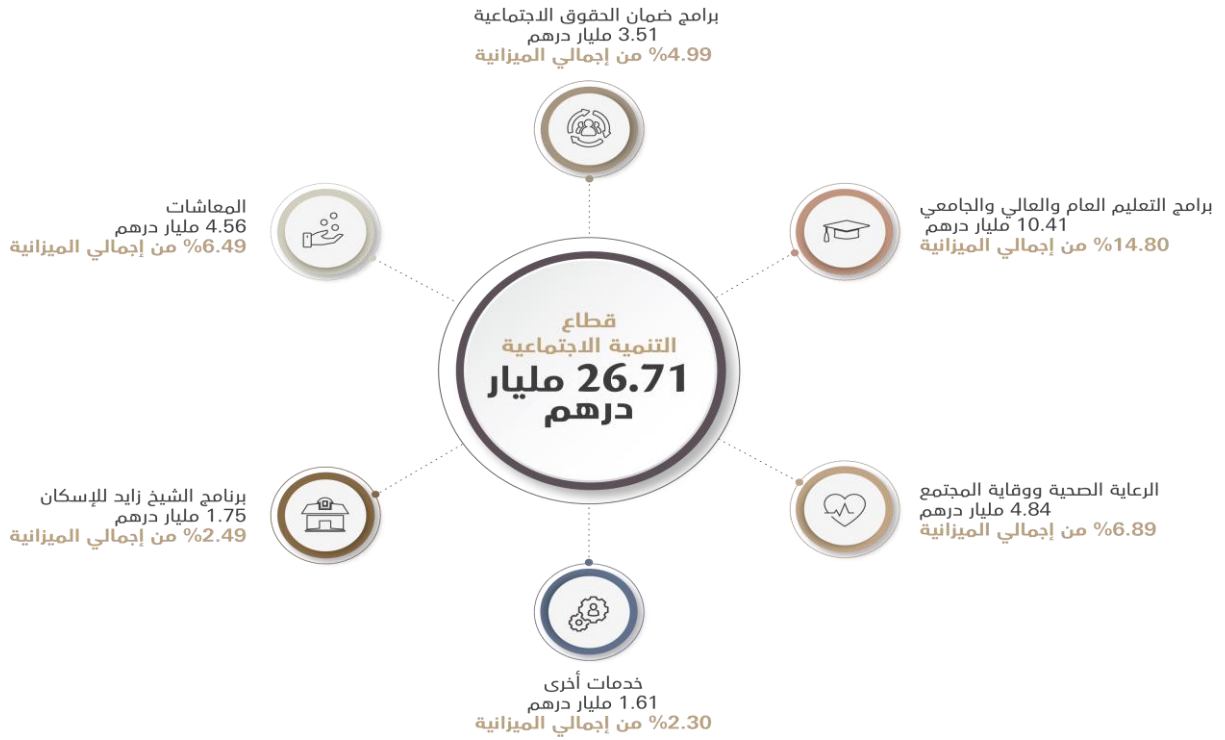 برامج ضمان الحقوق الاجتماعية
3.51 مليار درهم
%4.99 من إجمالي الميزانية
برامج التعليم العام والعالي والجامعي
10.41 مليار درهم
%14.80 من إجمالي الميزانية
المعاشات
4.56 مليار درهم
%6.49 من إجمالي الميزانية
قطاع
التنمية الاجتماعية
26.71 مليار
درهم
الرعاية الصحية ووقاية المجتمع
4.84 مليار درهم
%6.89 من إجمالي الميزانية
برنامج الشيخ زايد للإسكان
1.75 مليار درهم
%2.49 من إجمالي الميزانية
خدمات أخرى
1.61 مليار درهم
%2.30 من إجمالي الميزانية